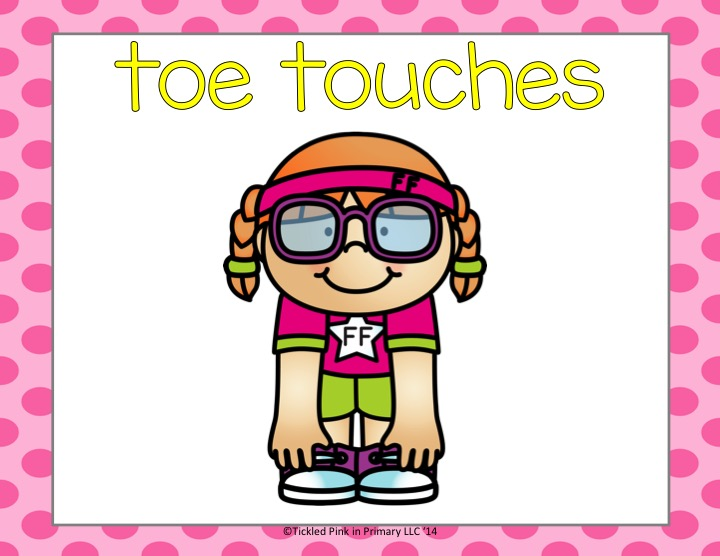 toe touches
FF
FF
©Tickled Pink in Primary LLC '14